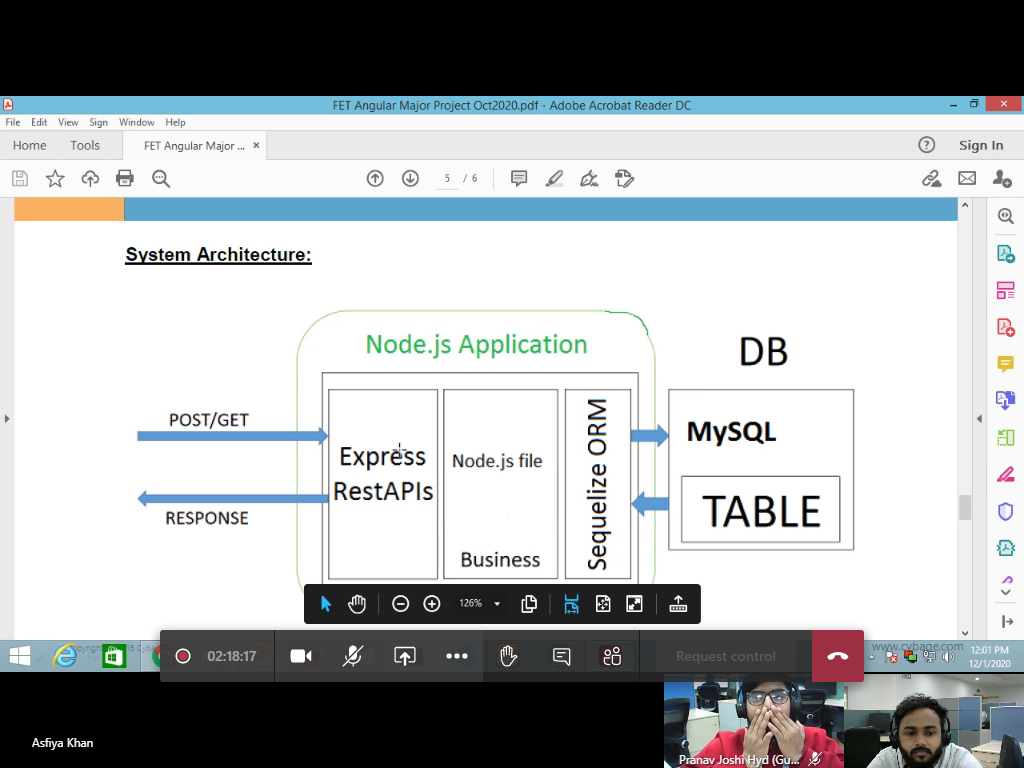 FET Angular Major Project Oct2020.pdf - Adobe Acrobat Reader DC
File Edit View Sign Window Help
Home Tools FET Angular Major ... × Sign In
5 / 6
System Architecture:
Node.js Application
DB
POST/GET
RESPONSE
Express
RestAPIs
Node.js file
Business
Sequelize ORM
MySQL
TABLE
126%
02:18:17
Request control
www.cybage.com
12:01 PM
12/1/2020
Asfiya Khan
Pranav Joshi Hyd (Gu...